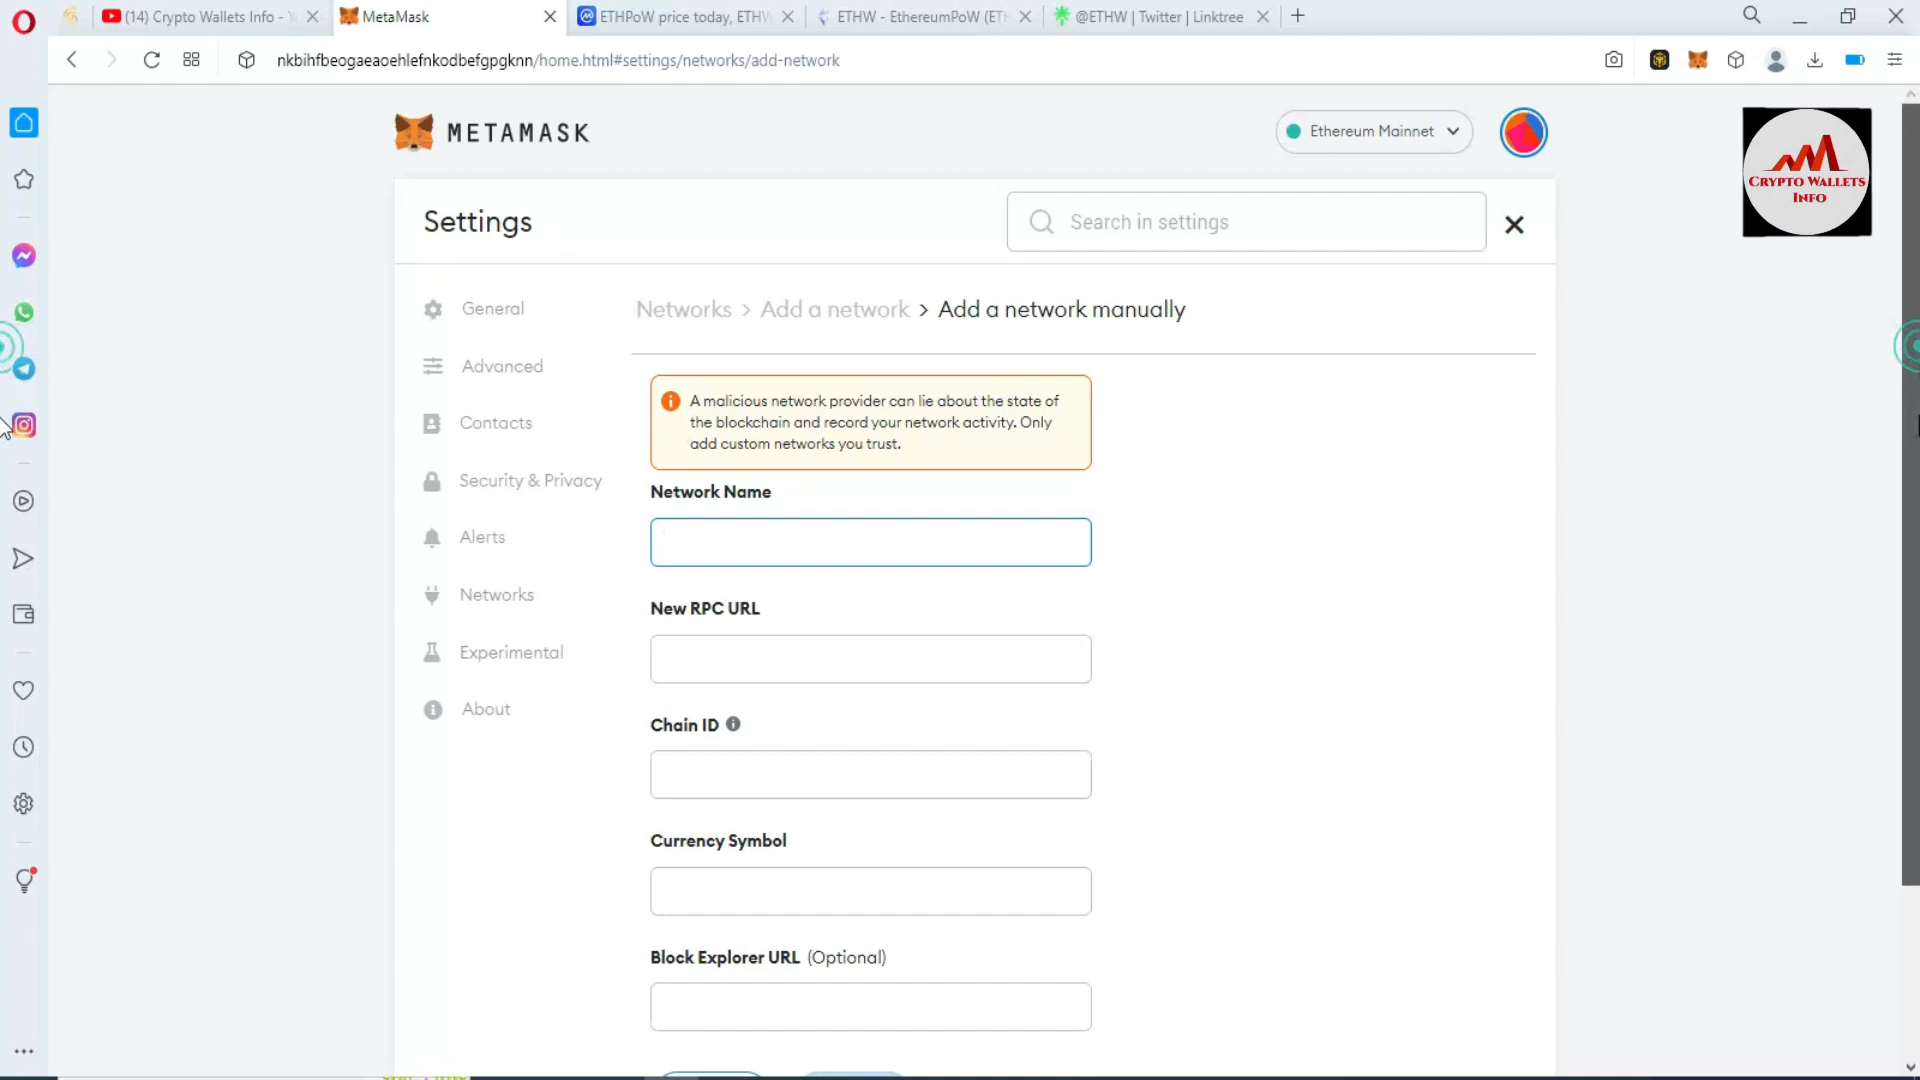 (14) Crypto Wallets Info -
MetaMask
ETHPoW price today, ETHW
ETHW - EthereumPoW (ETH
@ETHW | Twitter | Linktree
nkbihfbeogaeaoehlefnkodbefgpgknn/home.html#settings/networks/add-network
METAMASK
Ethereum Mainnet
CRYPTO WALLETS
INFO
Settings
Search in settings
General
Advanced
Contacts
Security & Privacy
Alerts
Networks
Experimental
About
Networks > Add a network > Add a network manually
A malicious network provider can lie about the state of
the blockchain and record your network activity. Only
add custom networks you trust.
Network Name
New RPC URL
Chain ID
Currency Symbol
Block Explorer URL (Optional)